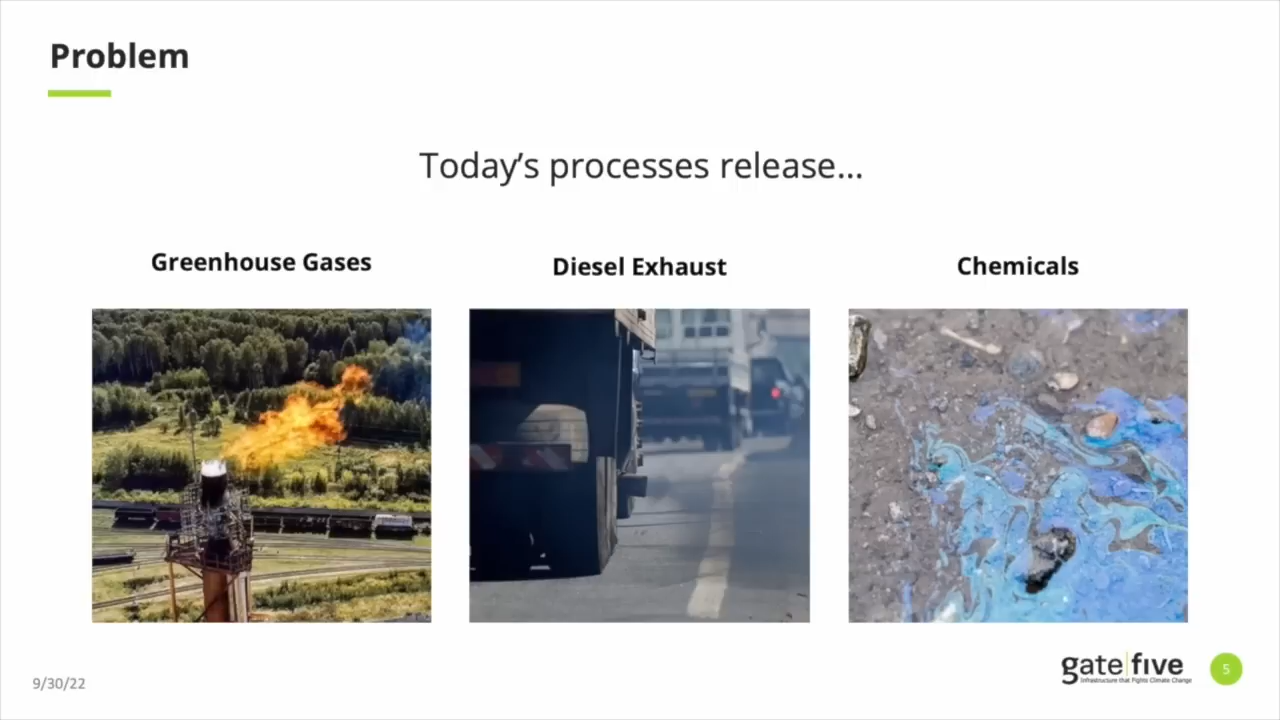 Problem
Today's processes release...
Greenhouse Gases
Diesel Exhaust
Chemicals
9/30/22
gate|five
Infrastructure that Fights Climate Change
5